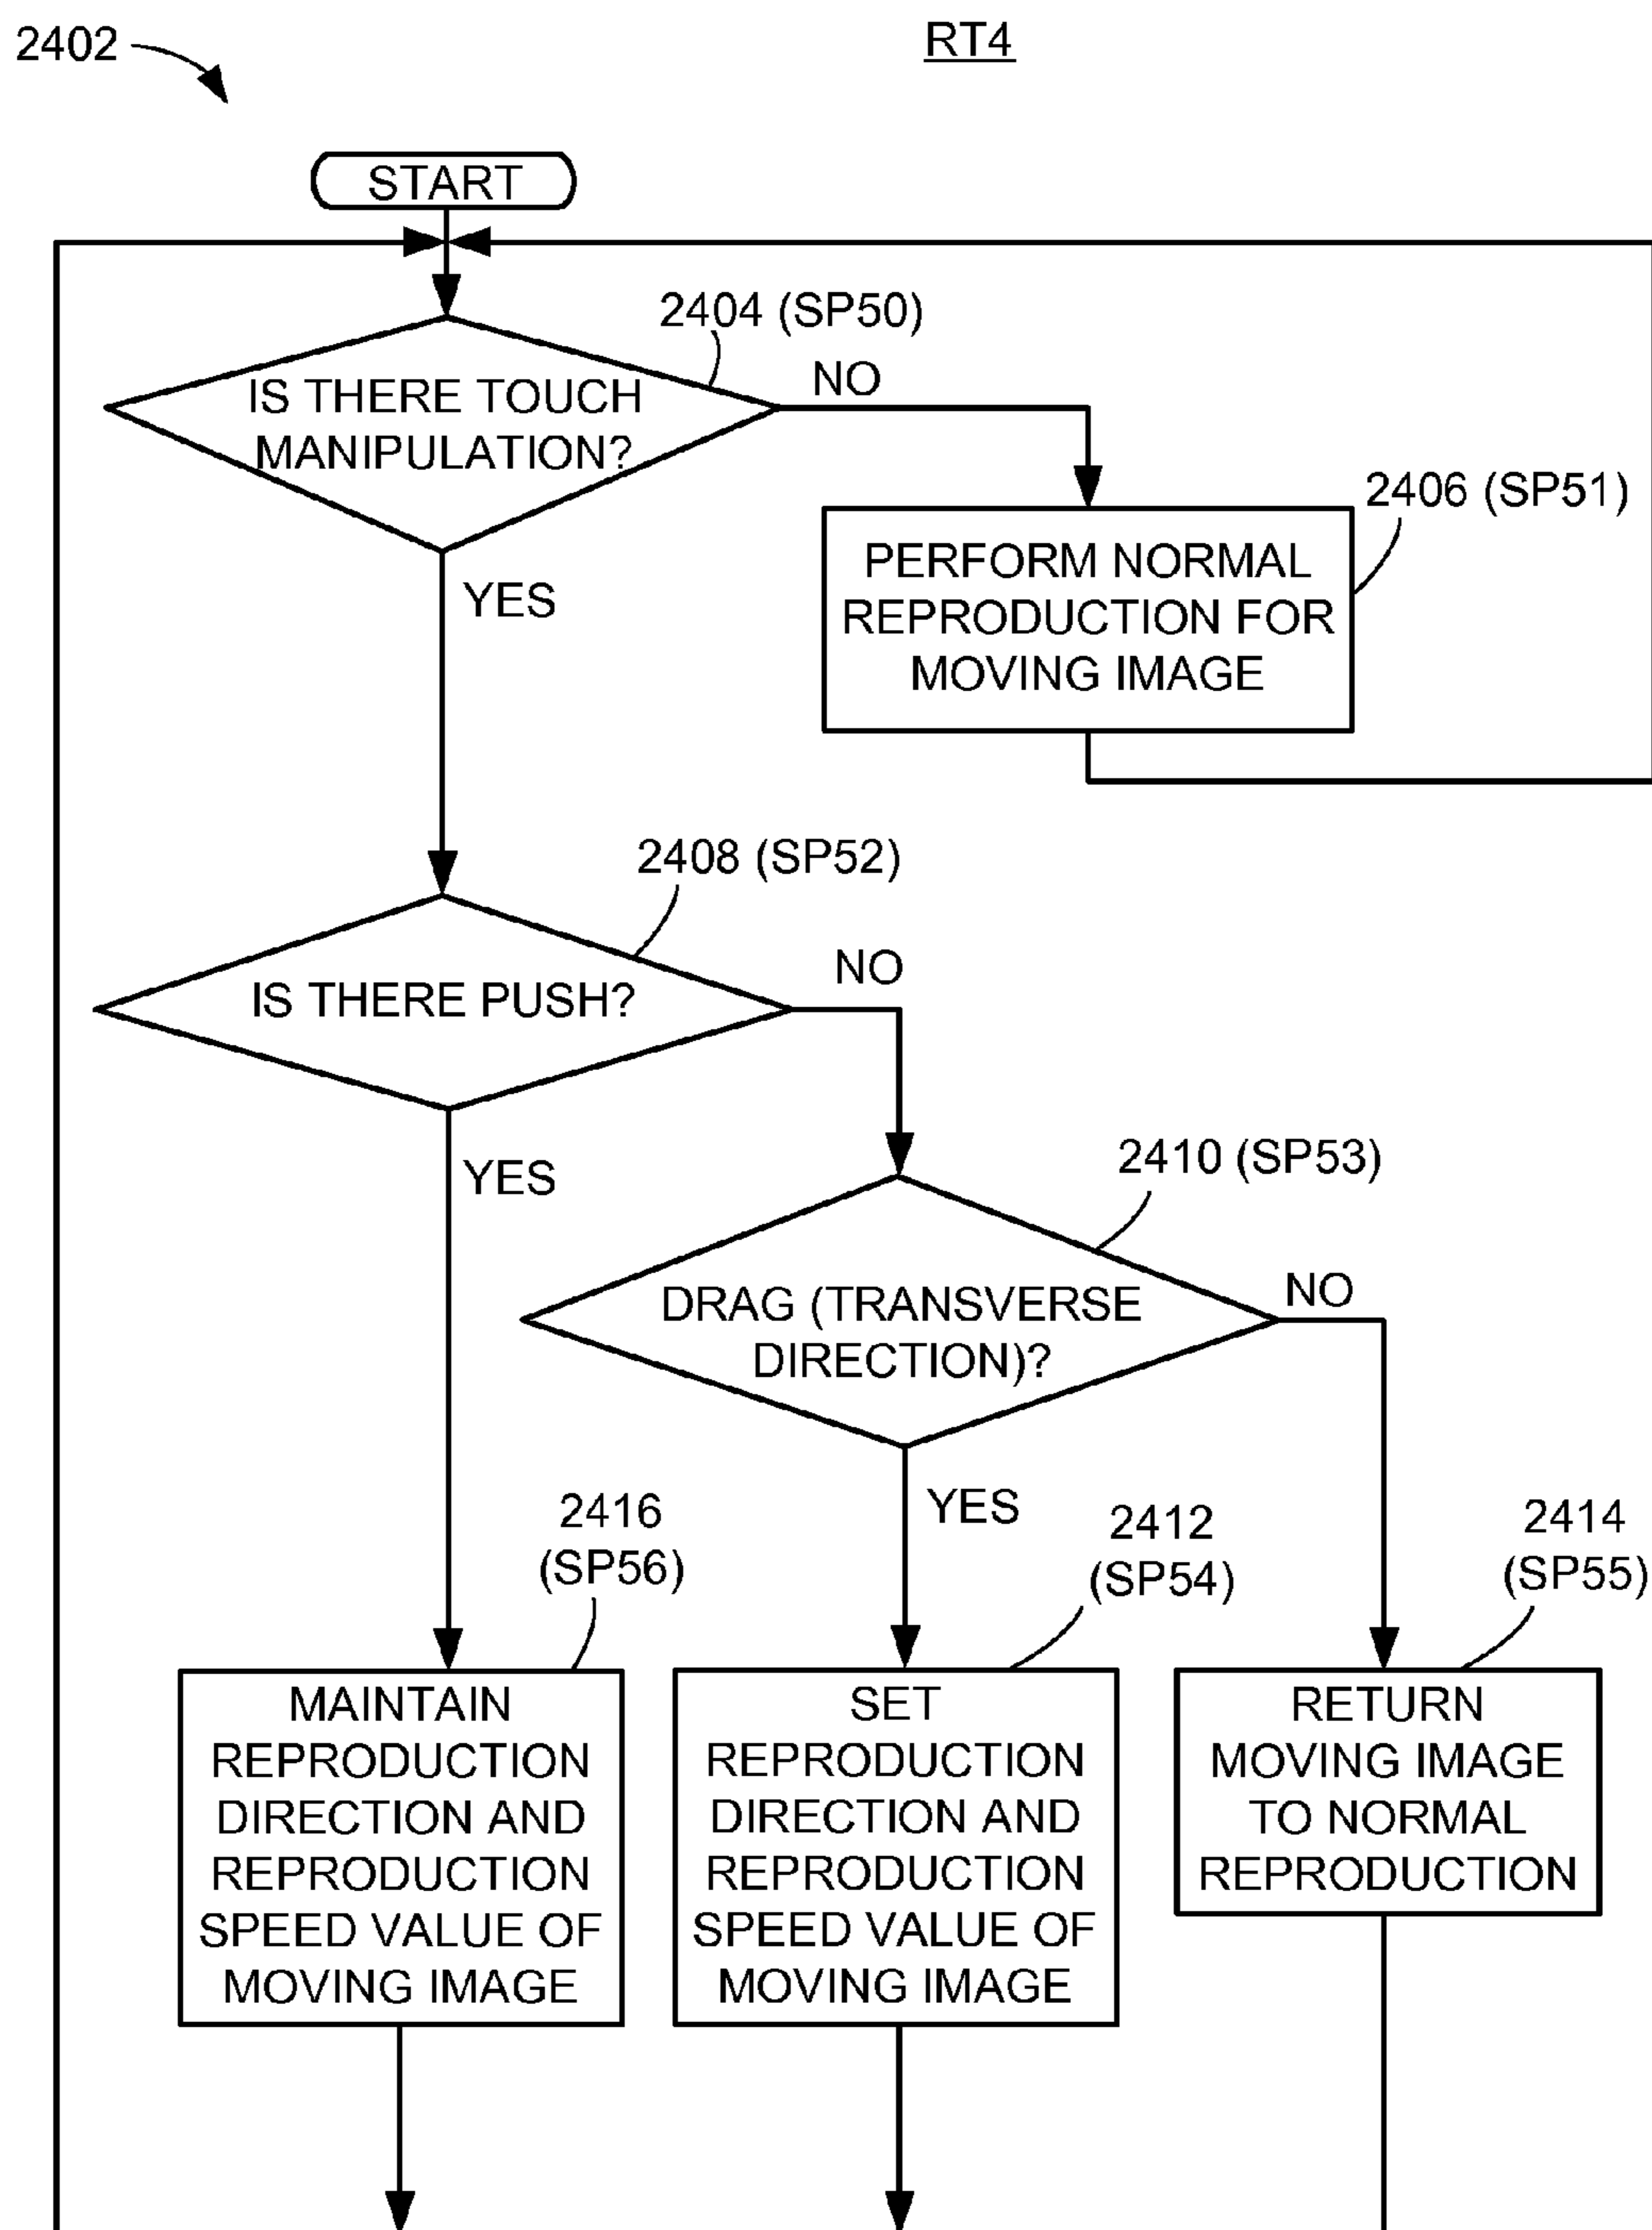 2402
RT4
START
2404 (SP50)
IS THERE TOUCH
MANIPULATION?
NO
YES
2406 (SP51)
PERFORM NORMAL
REPRODUCTION FOR
MOVING IMAGE
2408 (SP52)
IS THERE PUSH?
NO
YES
2410 (SP53)
DRAG (TRANSVERSE
DIRECTION)?
NO
YES
2416
(SP56)
MAINTAIN
REPRODUCTION
DIRECTION AND
REPRODUCTION
SPEED VALUE OF
MOVING IMAGE
2412
(SP54)
SET
REPRODUCTION
DIRECTION AND
REPRODUCTION
SPEED VALUE OF
MOVING IMAGE
2414
(SP55)
RETURN
MOVING IMAGE
TO NORMAL
REPRODUCTION